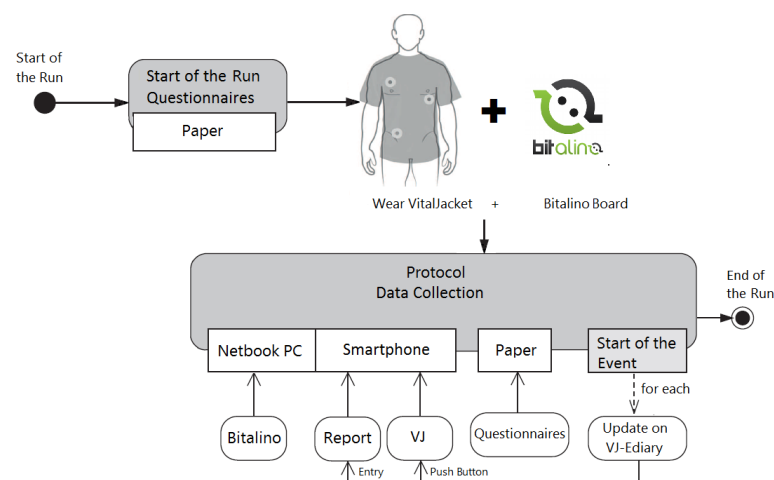 Start of
the Run
Start of the Run
Questionnaires
Paper
+
bitalino
Wear VitalJacket + Bitalino Board
Protocol
Data Collection
End of
the Run
Netbook PC
Smartphone
Paper
Start of the
Event
for each
Bitalino
Report
VJ
Questionnaires
Update on
VJ-Ediary
Entry
Push Button